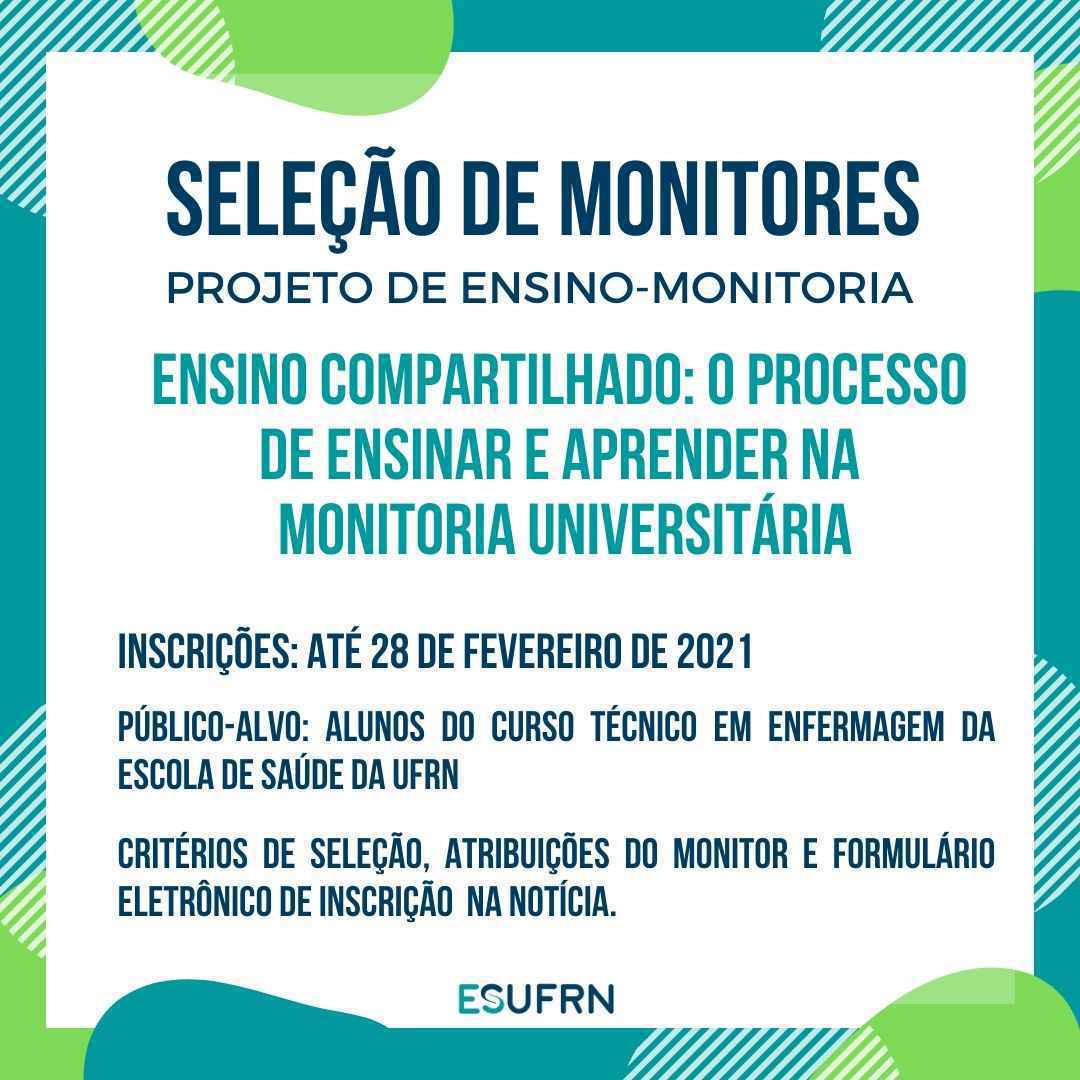 SELEÇÃO DE MONITORES
PROJETO DE ENSINO-MONITORIA
ENSINO COMPARTILHADO: O PROCESSO
DE ENSINAR E APRENDER NA
MONITORIA UNIVERSITÁRIA
INSCRIÇÕES: ATÉ 28 DE FEVEREIRO DE 2021
PÚBLICO-ALVO: ALUNOS DO CURSO TÉCNICO EM ENFERMAGEM DA
ESCOLA DE SAÚDE DA UFRN
CRITÉRIOS DE SELEÇÃO, ATRIBUIÇÕES DO MONITOR E FORMULÁRIO
ELETRÔNICO DE INSCRIÇÃO NA NOTÍCIA.
ESUFRN